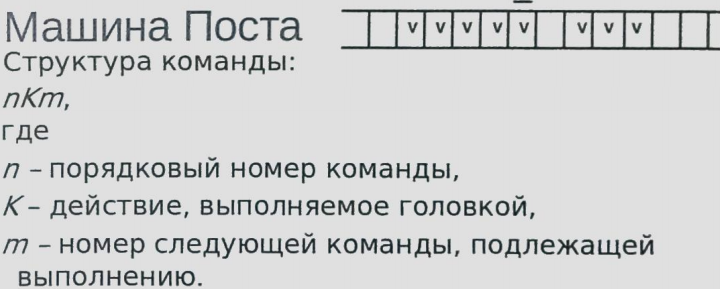 Машина Поста
v v v v v v v v
Структура команды:
nKm,
где
n – порядковый номер команды,
K – действие, выполняемое головкой,
m – номер следующей команды, подлежащей
выполнению.